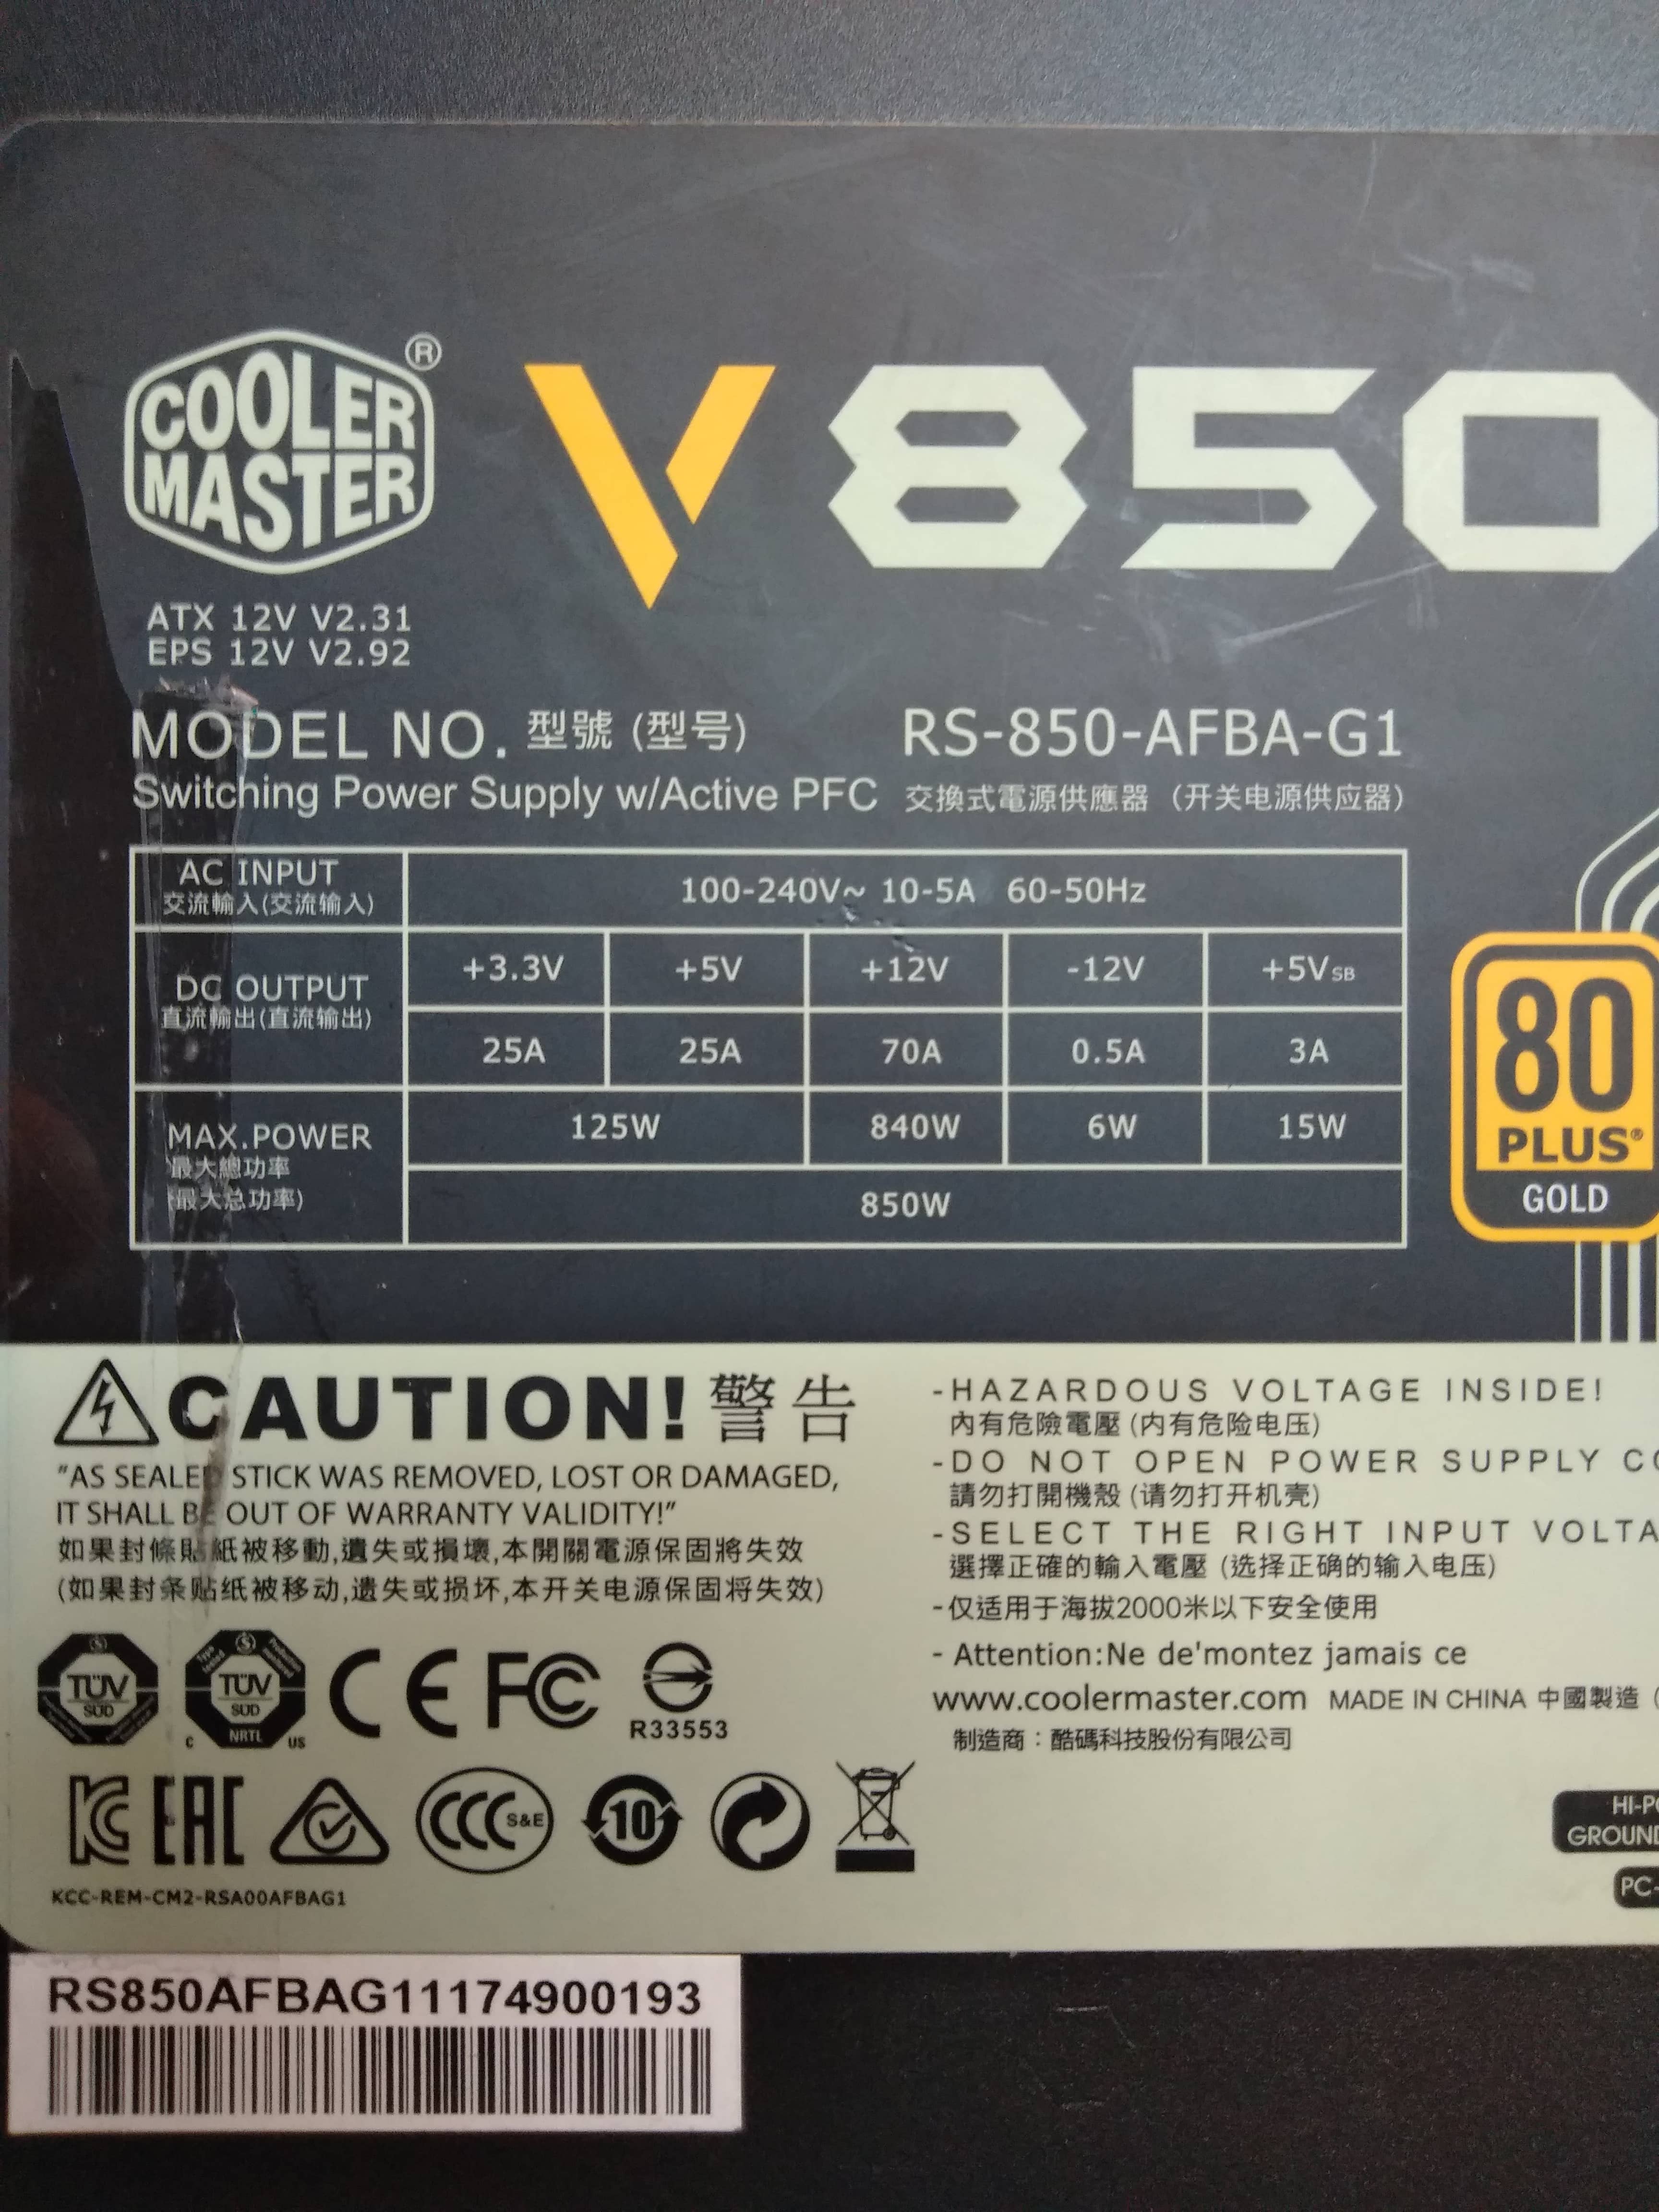 COOLER MASTER ®
V850
ATX 12V V2.31
EPS 12V V2.92
MODEL NO. 型號 (型号) RS-850-AFBA-G1
Switching Power Supply w/Active PFC 交換式電源供應器 (开关电源供应器)
AC INPUT 100-240V~ 10-5A 60-50Hz
交流輸入(交流输入)
DC OUTPUT +3.3V +5V +12V -12V +5VSB
直流輸出(直流输出) 25A 25A 70A 0.5A 3A
MAX.POWER 125W 840W 6W 15W
最大總功率
(最大总功率) 850W
80
PLUS®
GOLD
CAUTION! 警告
"AS SEALED STICK WAS REMOVED, LOST OR DAMAGED,
IT SHALL BE OUT OF WARRANTY VALIDITY!"
如果封條貼紙被移動,遺失或損壞,本開關電源保固將失效
(如果封条贴纸被移动,遗失或损坏,本开关电源保固将失效)
-HAZARDOUS VOLTAGE INSIDE!
內有危險電壓 (内有危险电压)
-DO NOT OPEN POWER SUPPLY CO
請勿打開機殼 (请勿打开机壳)
-SELECT THE RIGHT INPUT VOLTA
選擇正確的輸入電壓 (选择正确的输入电压)
-仅适用于海拔2000米以下安全使用
- Attention:Ne de'montez jamais ce
www.coolermaster.com MADE IN CHINA 中國製造 (
制造商：酷碼科技股份有限公司
TÜV SÜD
TÜV SÜD NRTL C US
CE FC
R33553
KC EAC CCC S&E 10
KCC-REM-CM2-RSA00AFBAG1
HI-PO
GROUND
PC-
RS850AFBAG11174900193